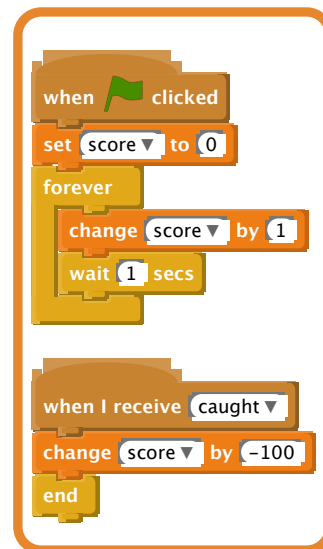 when clicked
set score to 0
forever
change score by 1
wait 1 secs
when I receive caught
change score by -100
end